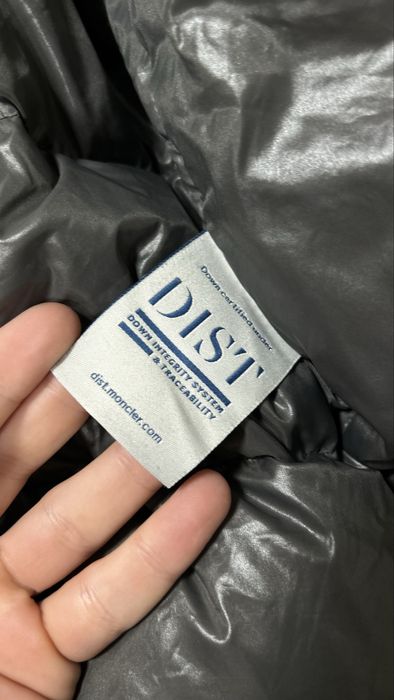 Down certified under
DIST
DOWN INTEGRITY SYSTEM
& TRACEABILITY
dist.moncler.com